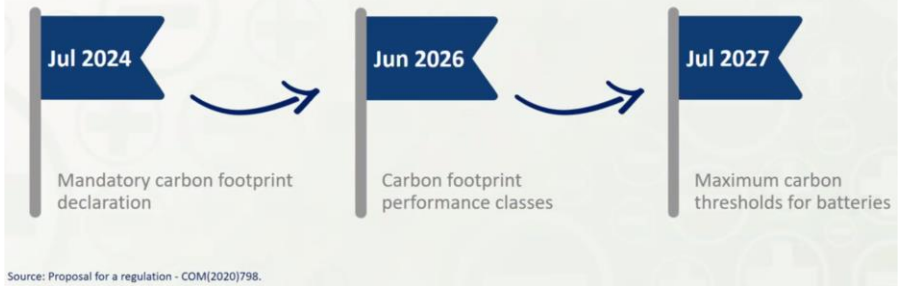 Jul 2024
Jun 2026
Jul 2027
Mandatory carbon footprint
declaration
Carbon footprint
performance classes
Maximum carbon
thresholds for batteries
Source: Proposal for a regulation - COM(2020)798.